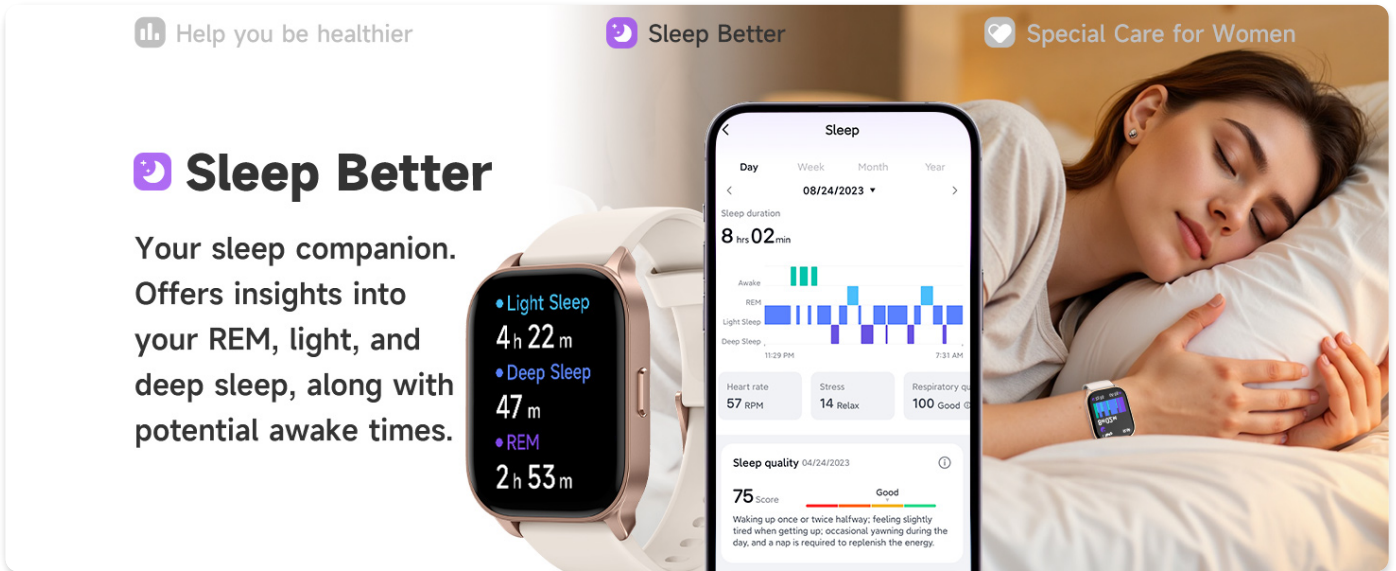 Help you be healthier
Sleep Better
Special Care for Women
Sleep Better
Your sleep companion.
Offers insights into
your REM, light, and
deep sleep, along with
potential awake times.
Light Sleep
4h 22m
Deep Sleep
47m
REM
2h 53m
Sleep
Day Week Month Year
08/24/2023
Sleep duration
8 hrs 02 min
Awake
REM
Light Sleep
Deep Sleep
11:29 PM 7:31 AM
Heart rate Stress Respiratory qu
57 RPM 14 Relax 100 Good
Sleep quality 04/24/2023
75 Score
Good
Waking up once or twice halfway; feeling slightly
tired when getting up; occasional yawning during the
day, and a nap is required to replenish the energy.